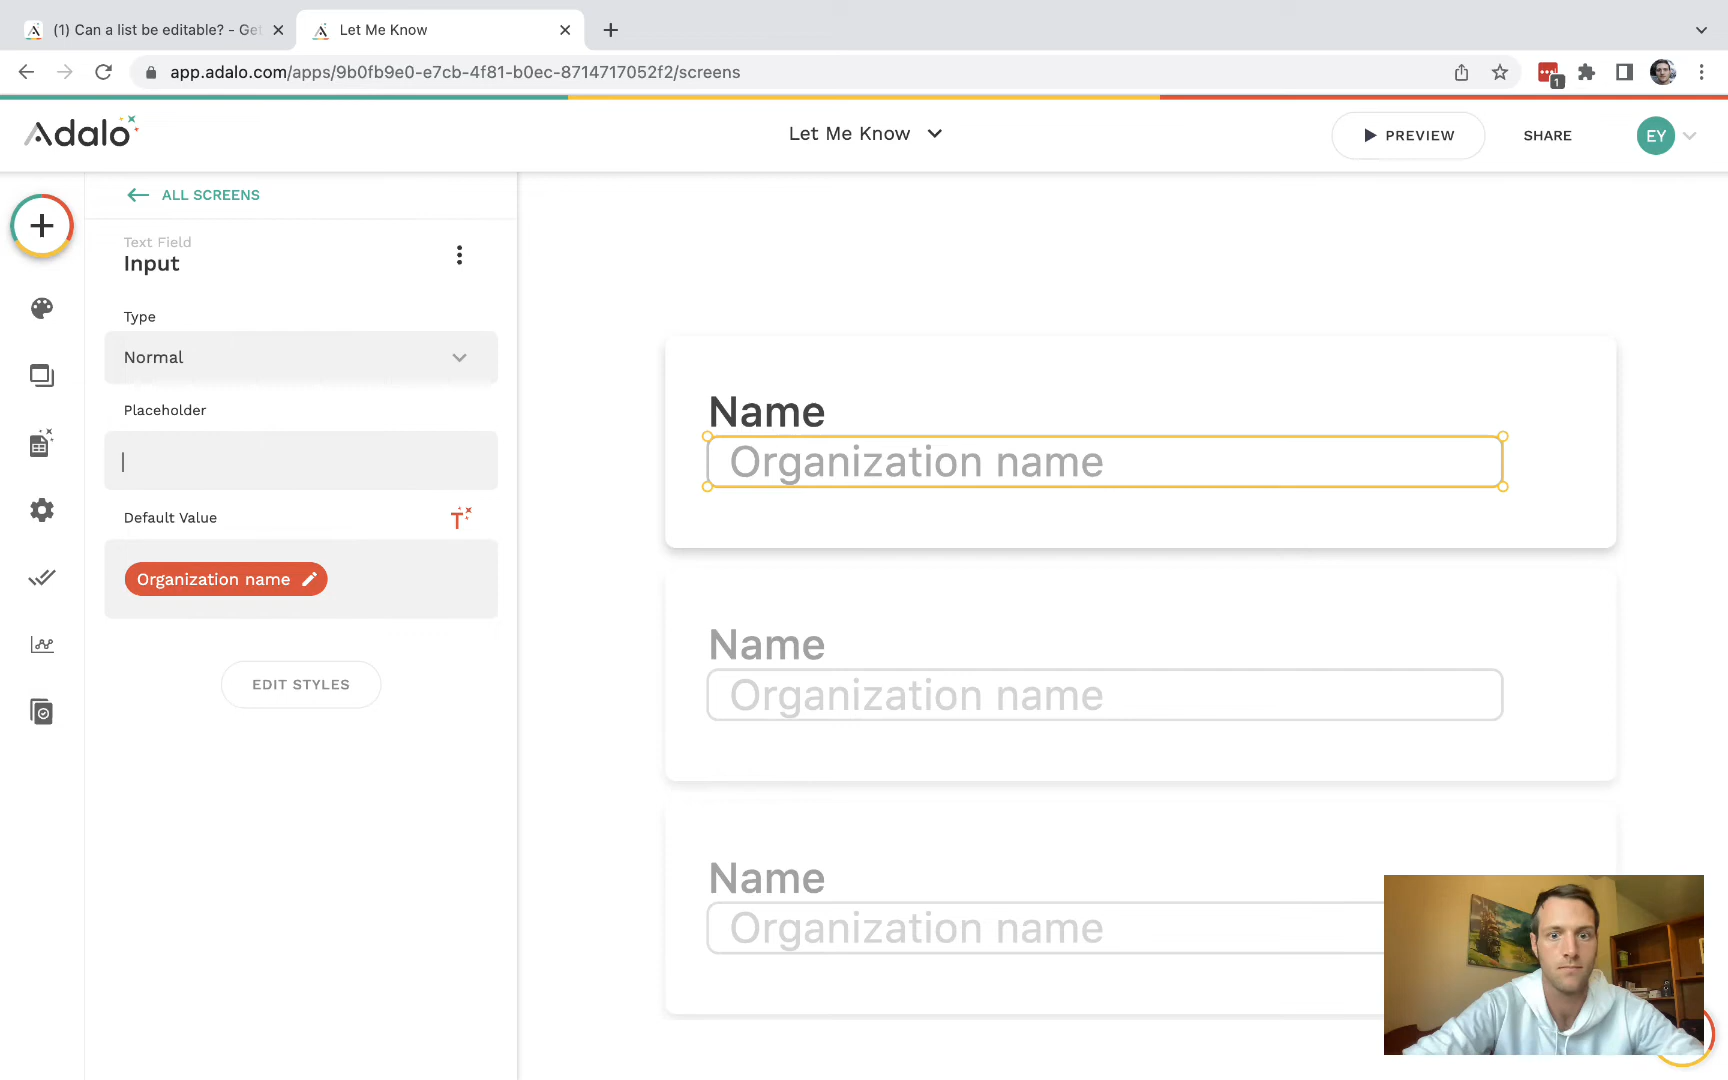 (1) Can a list be editable? - Get
Let Me Know
app.adalo.com/apps/9b0fb9e0-e7cb-4f81-b0ec-8714717052f2/screens
1
Adalo
Let Me Know
PREVIEW
SHARE
EY
ALL SCREENS
Text Field
Input
Type
Normal
Placeholder
Default Value
Organization name
EDIT STYLES
Name
Organization name
Name
Organization name
Name
Organization name